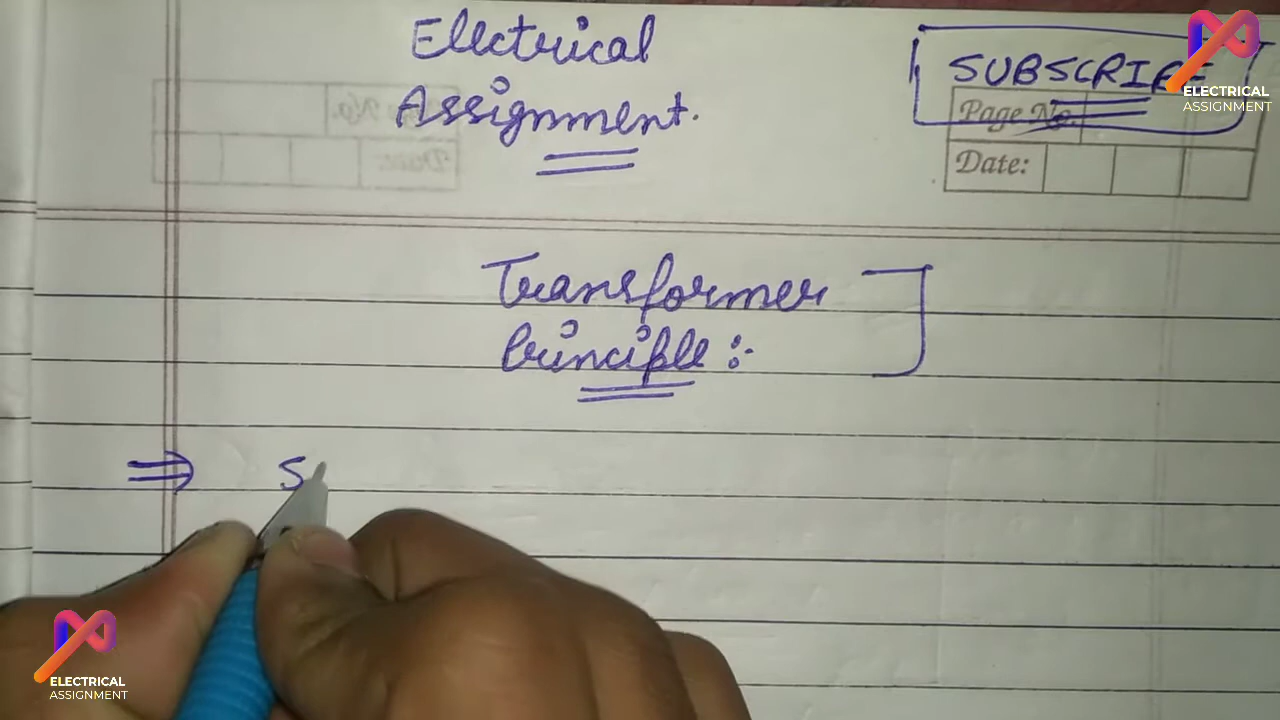 Electrical
Assignment.
SUBSCRIBE
ELECTRICAL
ASSIGNMENT
Page No.
Date:
Transformer
Principle :-
⇒ S
ELECTRICAL
ASSIGNMENT